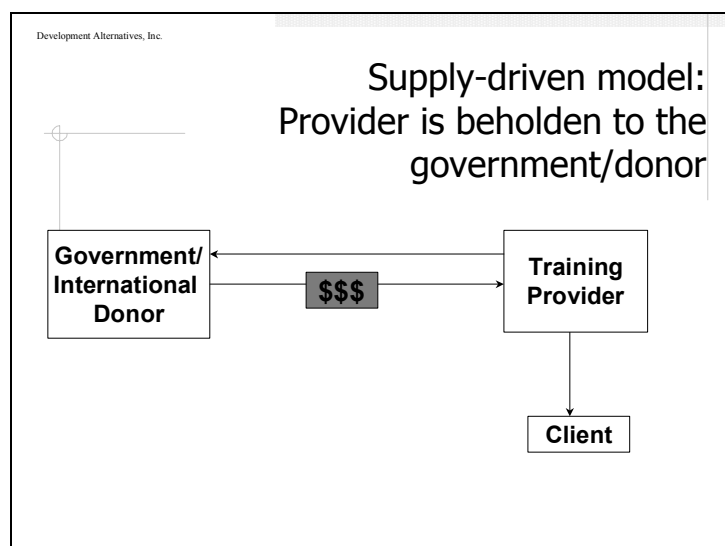 Development Alternatives, Inc.
Supply-driven model:
Provider is beholden to the
government/donor
Government/
International
Donor
$$$
Training
Provider
Client